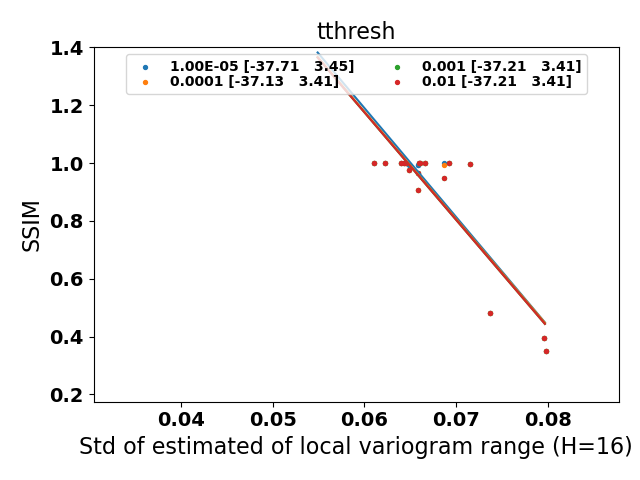 tthresh
1.00E-05 [-37.71   3.45]
0.0001 [-37.13   3.41]
0.001 [-37.21   3.41]
0.01 [-37.21   3.41]
1.4
1.2
1.0
0.8
0.6
0.4
0.2
SSIM
0.04 0.05 0.06 0.07 0.08
Std of estimated of local variogram range (H=16)